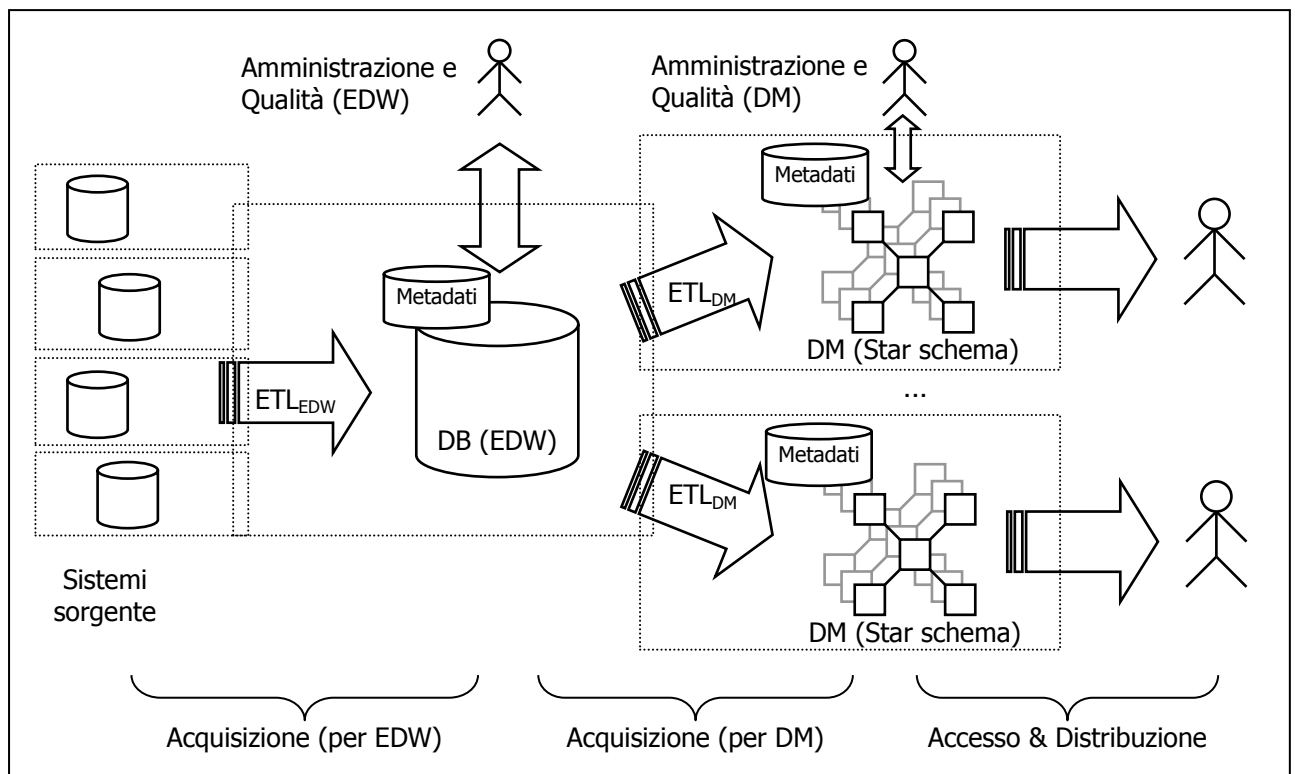 Amministrazione e
Qualità (EDW)
Amministrazione e
Qualità (DM)
Metadati
Metadati
ETLDM
DM (Star schema)
...
ETLEDW
DB (EDW)
Metadati
ETLDM
DM (Star schema)
Sistemi
sorgente
Acquisizione (per EDW)
Acquisizione (per DM)
Accesso & Distribuzione